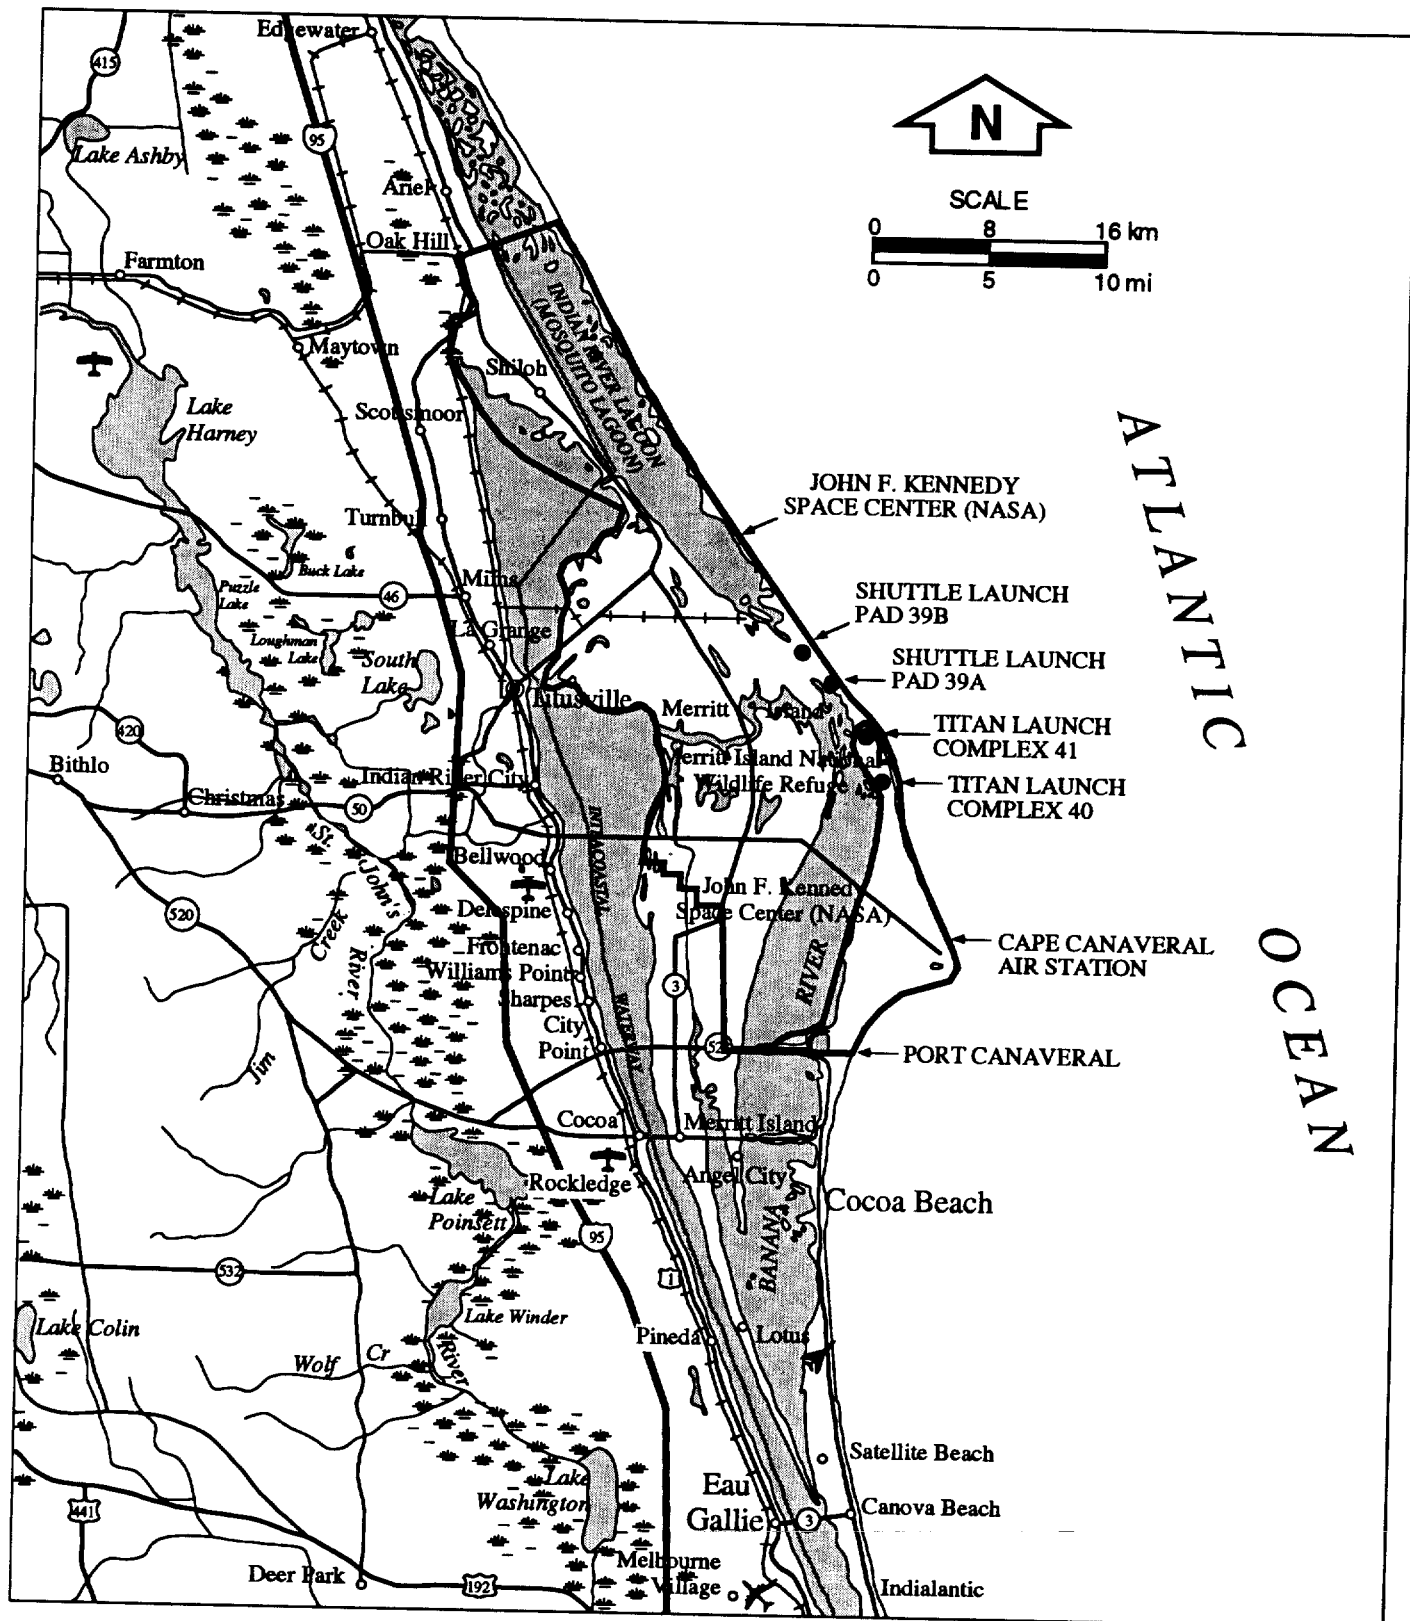 Edgewater
415
95
Lake Ashby
Ariel
N
SCALE
0 8 16 km
0 5 10 mi
Oak Hill
Farmton
INDIAN RIVER LAGOON
(MOSQUITO LAGOON)
Maytown
Shiloh
Lake
Harney
Scottsmoor
ATLANTIC
OCEAN
JOHN F. KENNEDY
SPACE CENTER (NASA)
Turnbull
Buck Lake
Puzzle
Lake
46
Mims
SHUTTLE LAUNCH
PAD 39B
Loughman
Lake
La Grange
South
Lake
SHUTTLE LAUNCH
PAD 39A
Titusville
Merritt Island
420
TITAN LAUNCH
COMPLEX 41
Bithlo
Merritt Island National
Wildlife Refuge
Indian River City
TITAN LAUNCH
COMPLEX 40
Christmas
50
INTRACOASTAL
WATERWAY
St.
John's
River
Bellwood
John F. Kenned
Space Center (NASA)
520
Delespine
Creek
Jim
Frontenac
CAPE CANAVERAL
AIR STATION
Williams Point
RIVER
3
Sharpes
City
Point
52
PORT CANAVERAL
Cocoa
Merritt Island
Rockledge
Angel City
Lake
Poinsett
Cocoa Beach
95
BANANA
532
1
Lake Winder
Lake Colin
Pineda
Lotus
Wolf Cr
River
Satellite Beach
Lake
Washington
Eau
Gallie
3
Canova Beach
441
Melbourne
Village
Deer Park
192
Indialantic